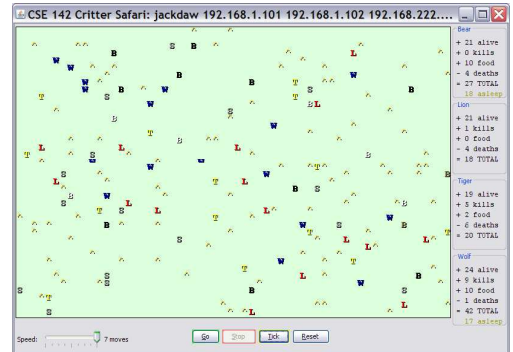 CSE 142 Critter Safari: jackdaw 192.168.1.101 192.168.1.102 192.168.222....
Bear
+ 21 alive
+ 0 kills
+ 10 food
- 4 deaths
= 27 TOTAL
18 asleep
Lion
+ 21 alive
+ 1 kills
+ 0 food
- 4 deaths
= 18 TOTAL
Tiger
+ 19 alive
+ 5 kills
+ 2 food
- 6 deaths
= 20 TOTAL
Wolf
+ 24 alive
+ 9 kills
+ 10 food
- 1 deaths
= 42 TOTAL
17 asleep
Speed: 7 moves Go Stop Tick Reset